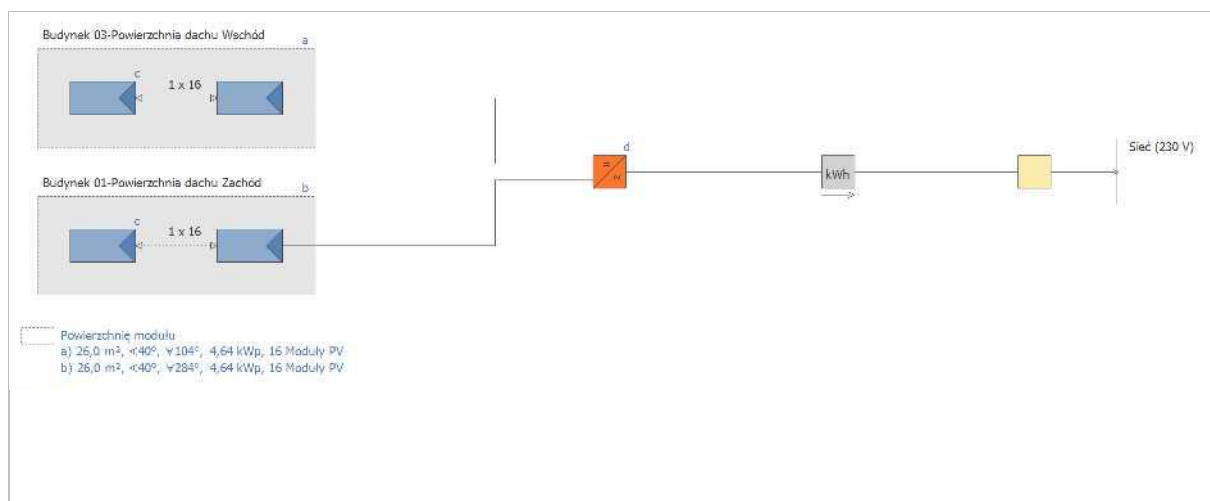 Budynek 03-Powierzchnia dachu Wschód
a
c
1 x 16
Budynek 01-Powierzchnia dachu Zachód
b
c
1 x 16
d
=
~
kWh
Sieć (230 V)
Powierzchnię modułu
a) 26,0 m², ∢40°, ∀104°, 4,64 kWp, 16 Moduły PV
b) 26,0 m², ∢40°, ∀284°, 4,64 kWp, 16 Moduły PV